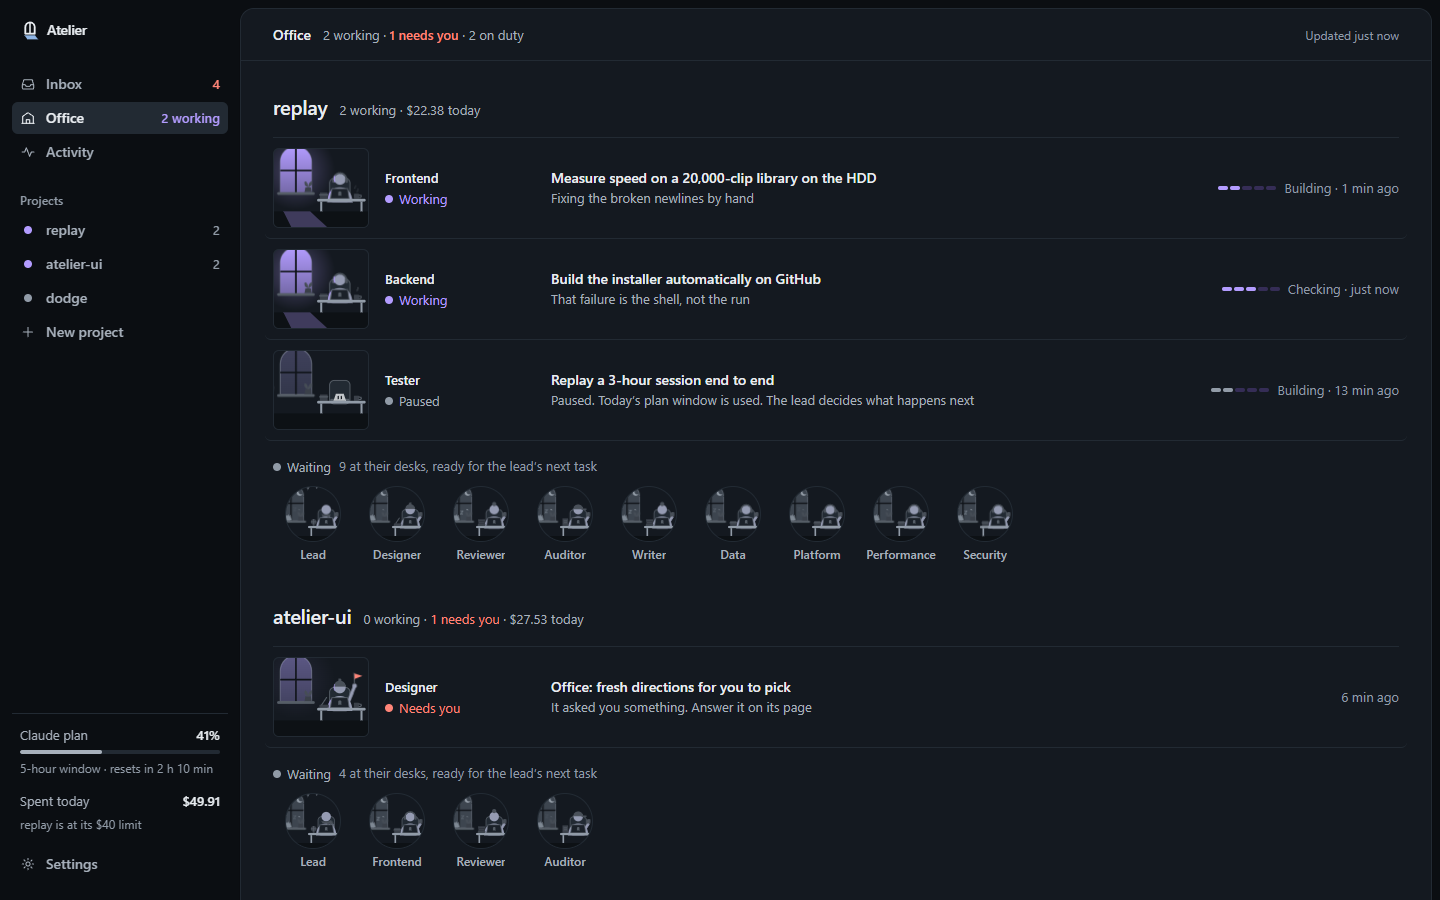 Atelier
Inbox 4
Office 2 working
Activity
Projects
replay 2
atelier-ui 2
dodge
New project
Claude plan 41%
5-hour window · resets in 2 h 10 min
Spent today $49.91
replay is at its $40 limit
Settings
Office 2 working · 1 needs you · 2 on duty
Updated just now
replay 2 working · $22.38 today
Frontend
Working
Measure speed on a 20,000-clip library on the HDD
Fixing the broken newlines by hand
Building · 1 min ago
Backend
Working
Build the installer automatically on GitHub
That failure is the shell, not the run
Checking · just now
Tester
Paused
Replay a 3-hour session end to end
Paused. Today's plan window is used. The lead decides what happens next
Building · 13 min ago
Waiting 9 at their desks, ready for the lead's next task
Lead Designer Reviewer Auditor Writer Data Platform Performance Security
atelier-ui 0 working · 1 needs you · $27.53 today
Designer
Needs you
Office: fresh directions for you to pick
It asked you something. Answer it on its page
6 min ago
Waiting 4 at their desks, ready for the lead's next task
Lead Frontend Reviewer Auditor